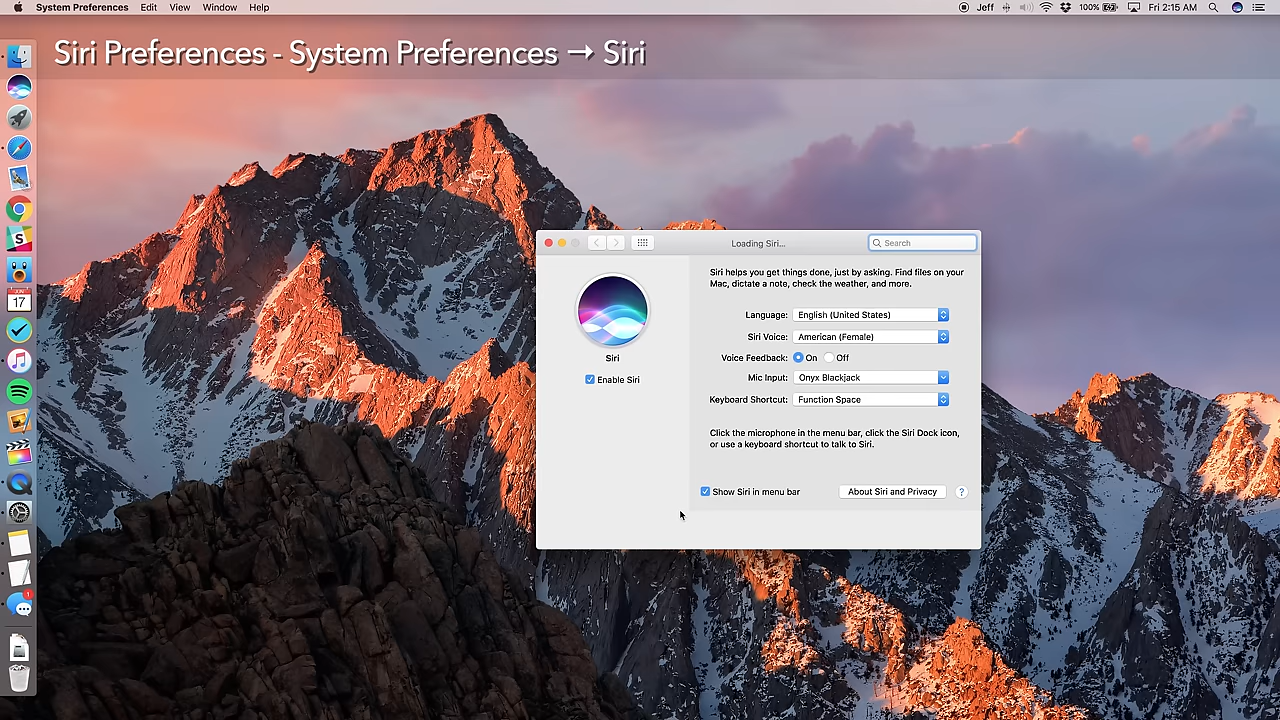 System Preferences Edit View Window Help Jeff 100% Fri 2:15 AM
Siri Preferences - System Preferences → Siri
Loading Siri...
Search
Siri helps you get things done, just by asking. Find files on your
Mac, dictate a note, check the weather, and more.
Language: English (United States)
Siri Voice: American (Female)
Siri
Voice Feedback: On Off
Enable Siri
Mic Input: Onyx Blackjack
Keyboard Shortcut: Function Space
Click the microphone in the menu bar, click the Siri Dock icon,
or use a keyboard shortcut to talk to Siri.
Show Siri in menu bar
About Siri and Privacy
?
S
JUN
17
1